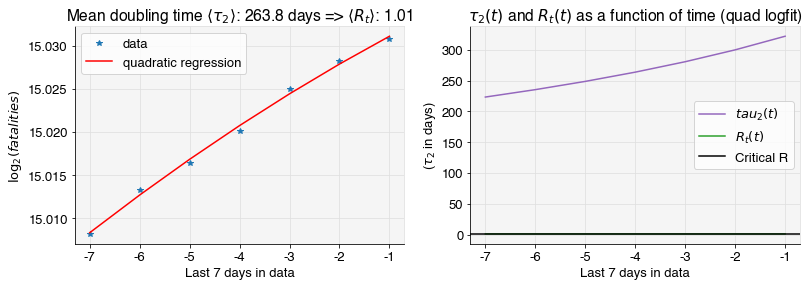 Mean doubling time ⟨τ₂⟩: 263.8 days => ⟨Rₜ⟩: 1.01
log₂(fatalities)
15.030
15.025
15.020
15.015
15.010
data
quadratic regression
-7 -6 -5 -4 -3 -2 -1
Last 7 days in data
τ₂(t) and Rₜ(t) as a function of time (quad logfit)
(τ₂ in days)
300
250
200
150
100
50
0
tau₂(t)
Rₜ(t)
Critical R
-7 -6 -5 -4 -3 -2 -1
Last 7 days in data